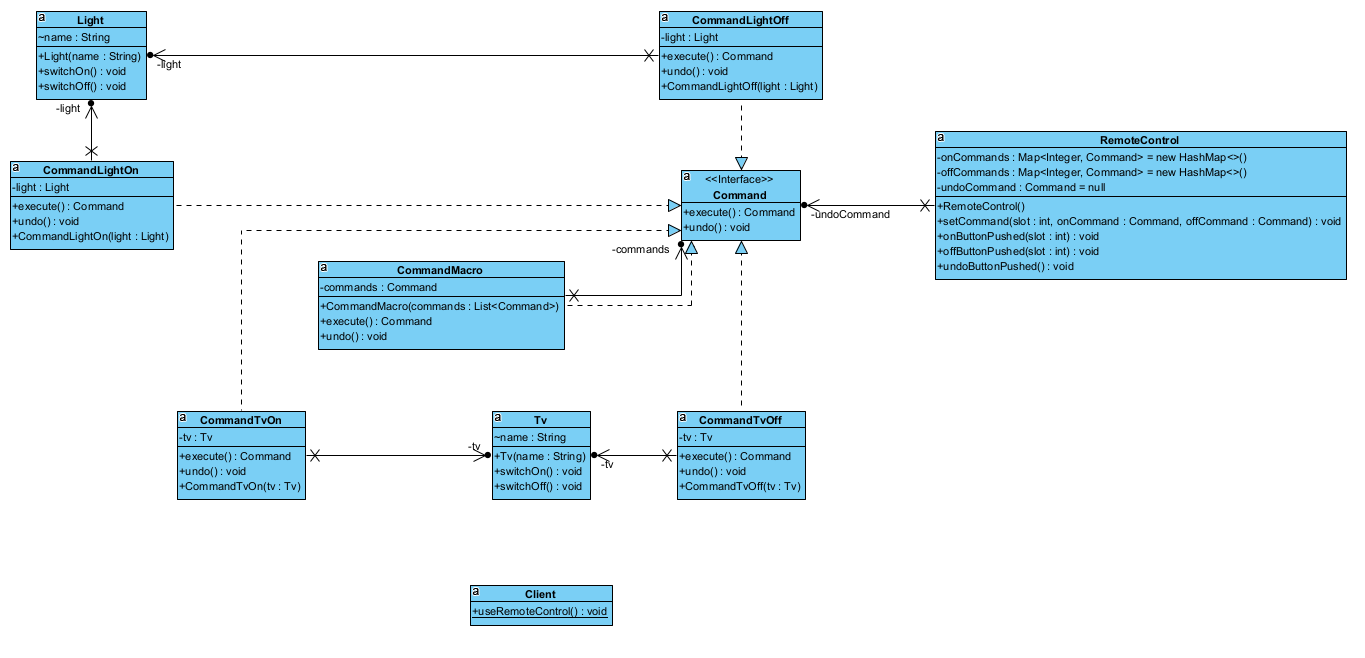 a
Light
~name : String
+Light(name : String)
+switchOn() : void
+switchOff() : void
a
CommandLightOff
-light : Light
+execute() : Command
+undo() : void
+CommandLightOff(light : Light)
-light
-light
a
CommandLightOn
-light : Light
+execute() : Command
+undo() : void
+CommandLightOn(light : Light)
a
<<Interface>>
Command
+execute() : Command
+undo() : void
-undoCommand
a
RemoteControl
-onCommands : Map<Integer, Command> = new HashMap<>()
-offCommands : Map<Integer, Command> = new HashMap<>()
-undoCommand : Command = null
+RemoteControl()
+setCommand(slot : int, onCommand : Command, offCommand : Command) : void
+onButtonPushed(slot : int) : void
+offButtonPushed(slot : int) : void
+undoButtonPushed() : void
-commands
a
CommandMacro
-commands : Command
+CommandMacro(commands : List<Command>)
+execute() : Command
+undo() : void
a
CommandTvOn
-tv : Tv
+execute() : Command
+undo() : void
+CommandTvOn(tv : Tv)
-tv
a
Tv
~name : String
+Tv(name : String)
+switchOn() : void
+switchOff() : void
-tv
a
CommandTvOff
-tv : Tv
+execute() : Command
+undo() : void
+CommandTvOff(tv : Tv)
a
Client
+useRemoteControl() : void